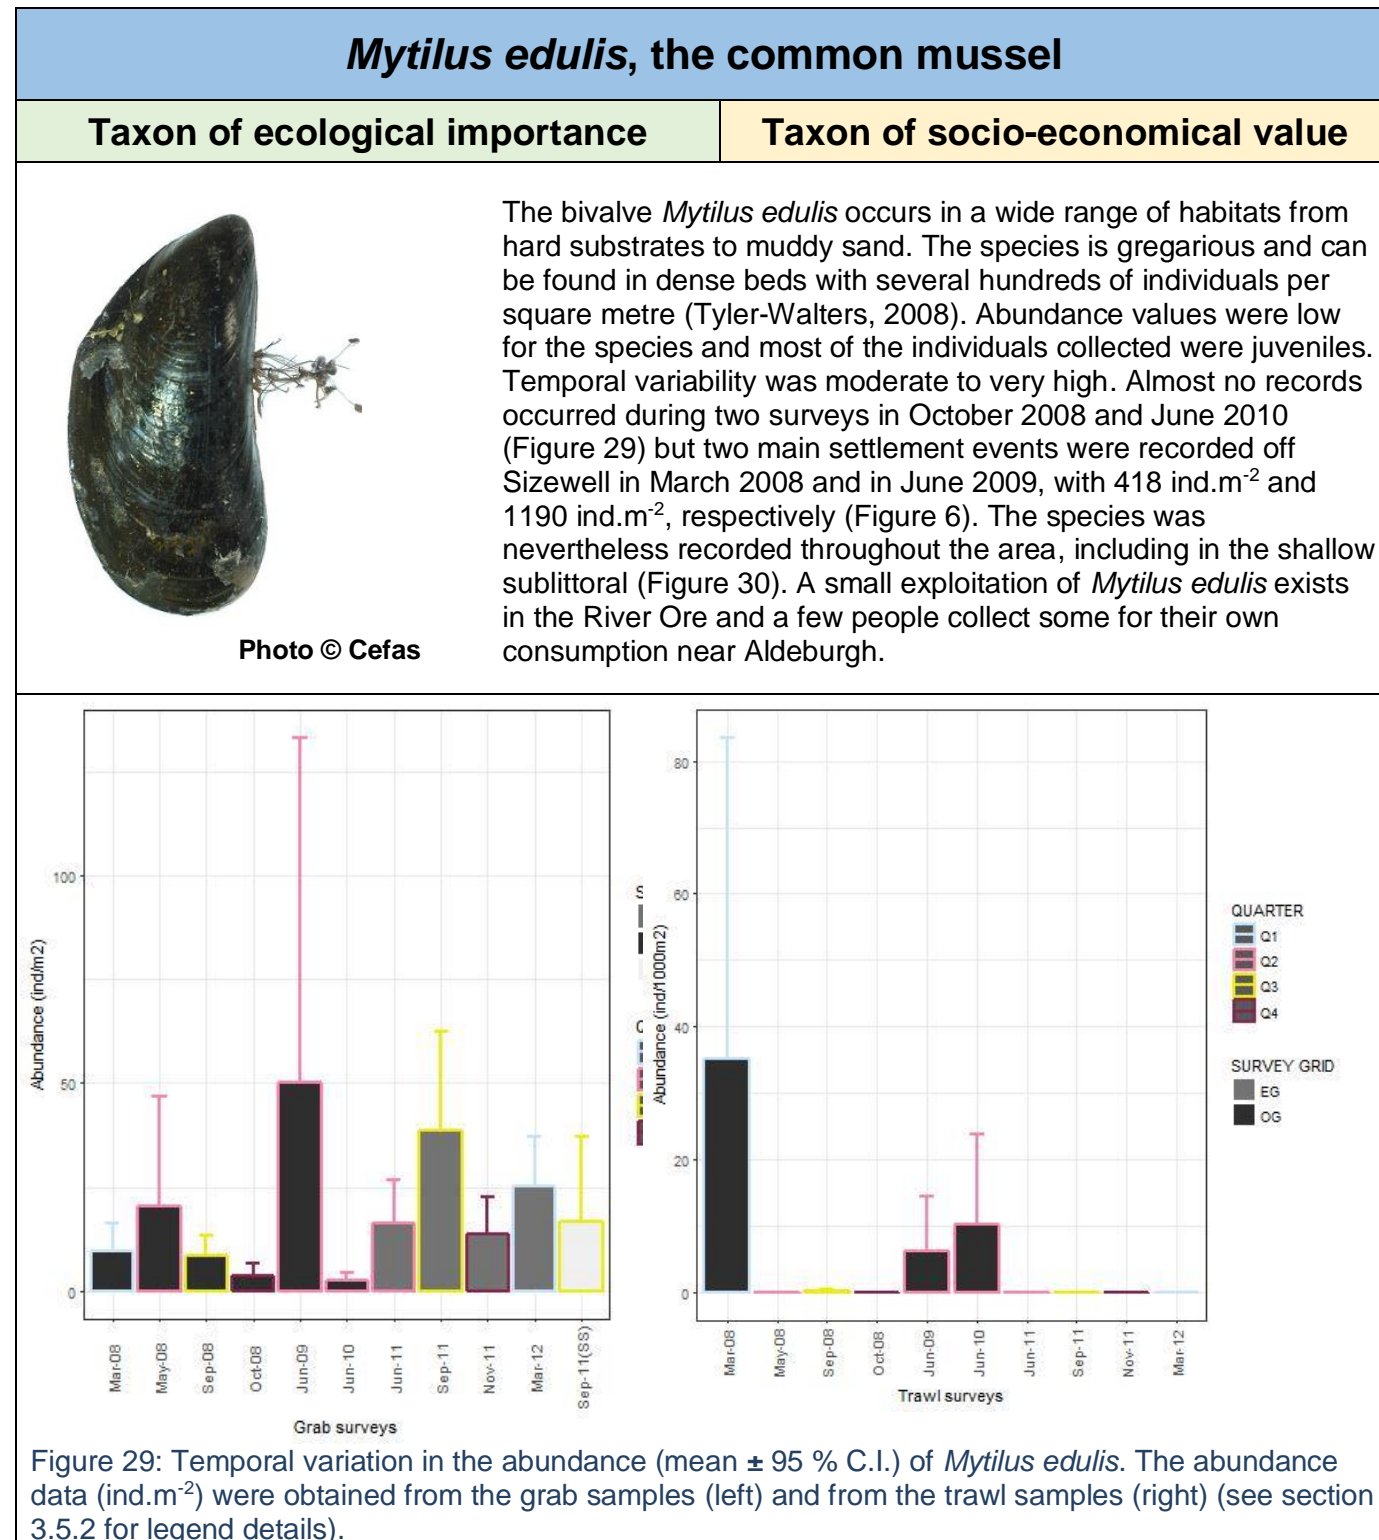 Mytilus edulis, the common mussel
Taxon of ecological importance
Taxon of socio-economical value
The bivalve Mytilus edulis occurs in a wide range of habitats from
hard substrates to muddy sand. The species is gregarious and can
be found in dense beds with several hundreds of individuals per
square metre (Tyler-Walters, 2008). Abundance values were low
for the species and most of the individuals collected were juveniles.
Temporal variability was moderate to very high. Almost no records
occurred during two surveys in October 2008 and June 2010
(Figure 29) but two main settlement events were recorded off
Sizewell in March 2008 and in June 2009, with 418 ind.m-2 and
1190 ind.m-2, respectively (Figure 6). The species was
nevertheless recorded throughout the area, including in the shallow
sublittoral (Figure 30). A small exploitation of Mytilus edulis exists
in the River Ore and a few people collect some for their own
consumption near Aldeburgh.
Photo © Cefas
Abundance (ind/m2)
100
50
0
Mar-08
May-08
Sep-08
Oct-08
Jun-09
Jun-10
Jun-11
Sep-11
Nov-11
Mar-12
Sep-11(SS)
Grab surveys
Abundance (ind/1000m2)
80
60
40
20
0
Mar-08
May-08
Sep-08
Oct-08
Jun-09
Jun-10
Jun-11
Sep-11
Nov-11
Mar-12
Trawl surveys
QUARTER
Q1
Q2
Q3
Q4
SURVEY GRID
EG
OG
Figure 29: Temporal variation in the abundance (mean ± 95 % C.I.) of Mytilus edulis. The abundance
data (ind.m-2) were obtained from the grab samples (left) and from the trawl samples (right) (see section
3.5.2 for legend details).